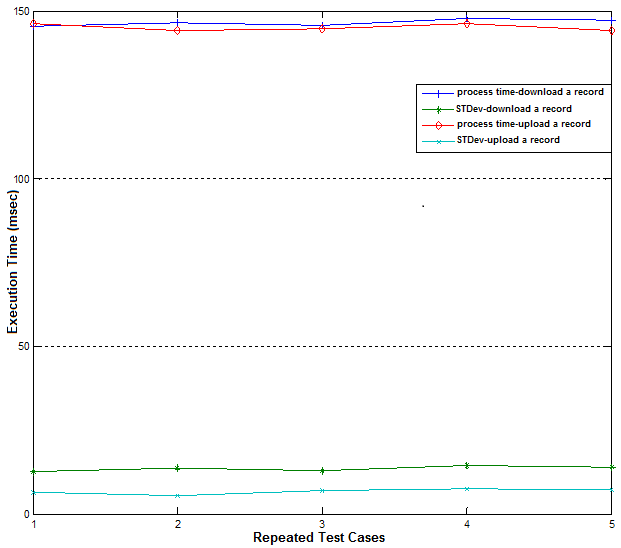 150
100
50
0
Execution Time (msec)
process time-download a record
STDev-download a record
process time-upload a record
STDev-upload a record
1 2 3 4 5
Repeated Test Cases